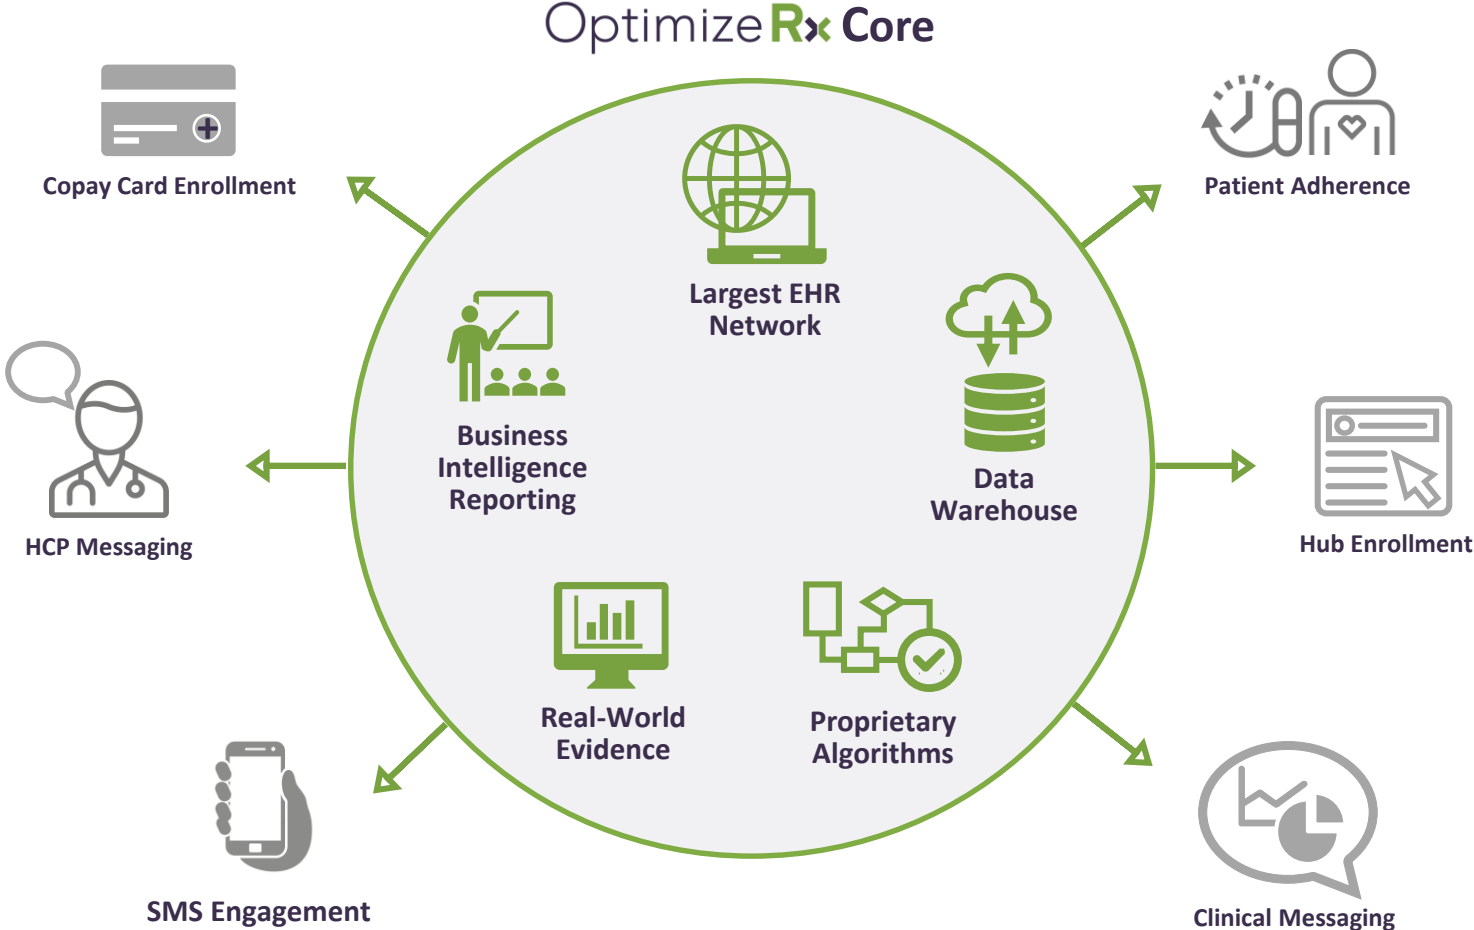 OptimizeRx Core
Copay Card Enrollment
Patient Adherence
Largest EHR
Network
Business
Intelligence
Reporting
Data
Warehouse
HCP Messaging
Hub Enrollment
Real-World
Evidence
Proprietary
Algorithms
SMS Engagement
Clinical Messaging